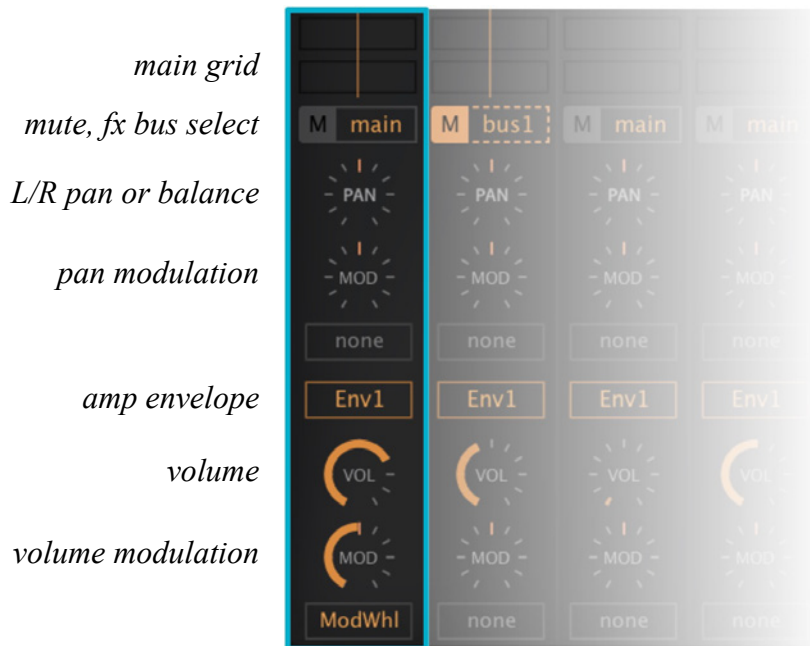 main grid
mute, fx bus select M main M bus1 M main M main
L/R pan or balance PAN PAN PAN PAN
pan modulation MOD MOD MOD MOD
none none none none
amp envelope Env1 Env1 Env1 Env1
volume VOL VOL VOL VOL
volume modulation MOD MOD MOD MOD
ModWhl none none none